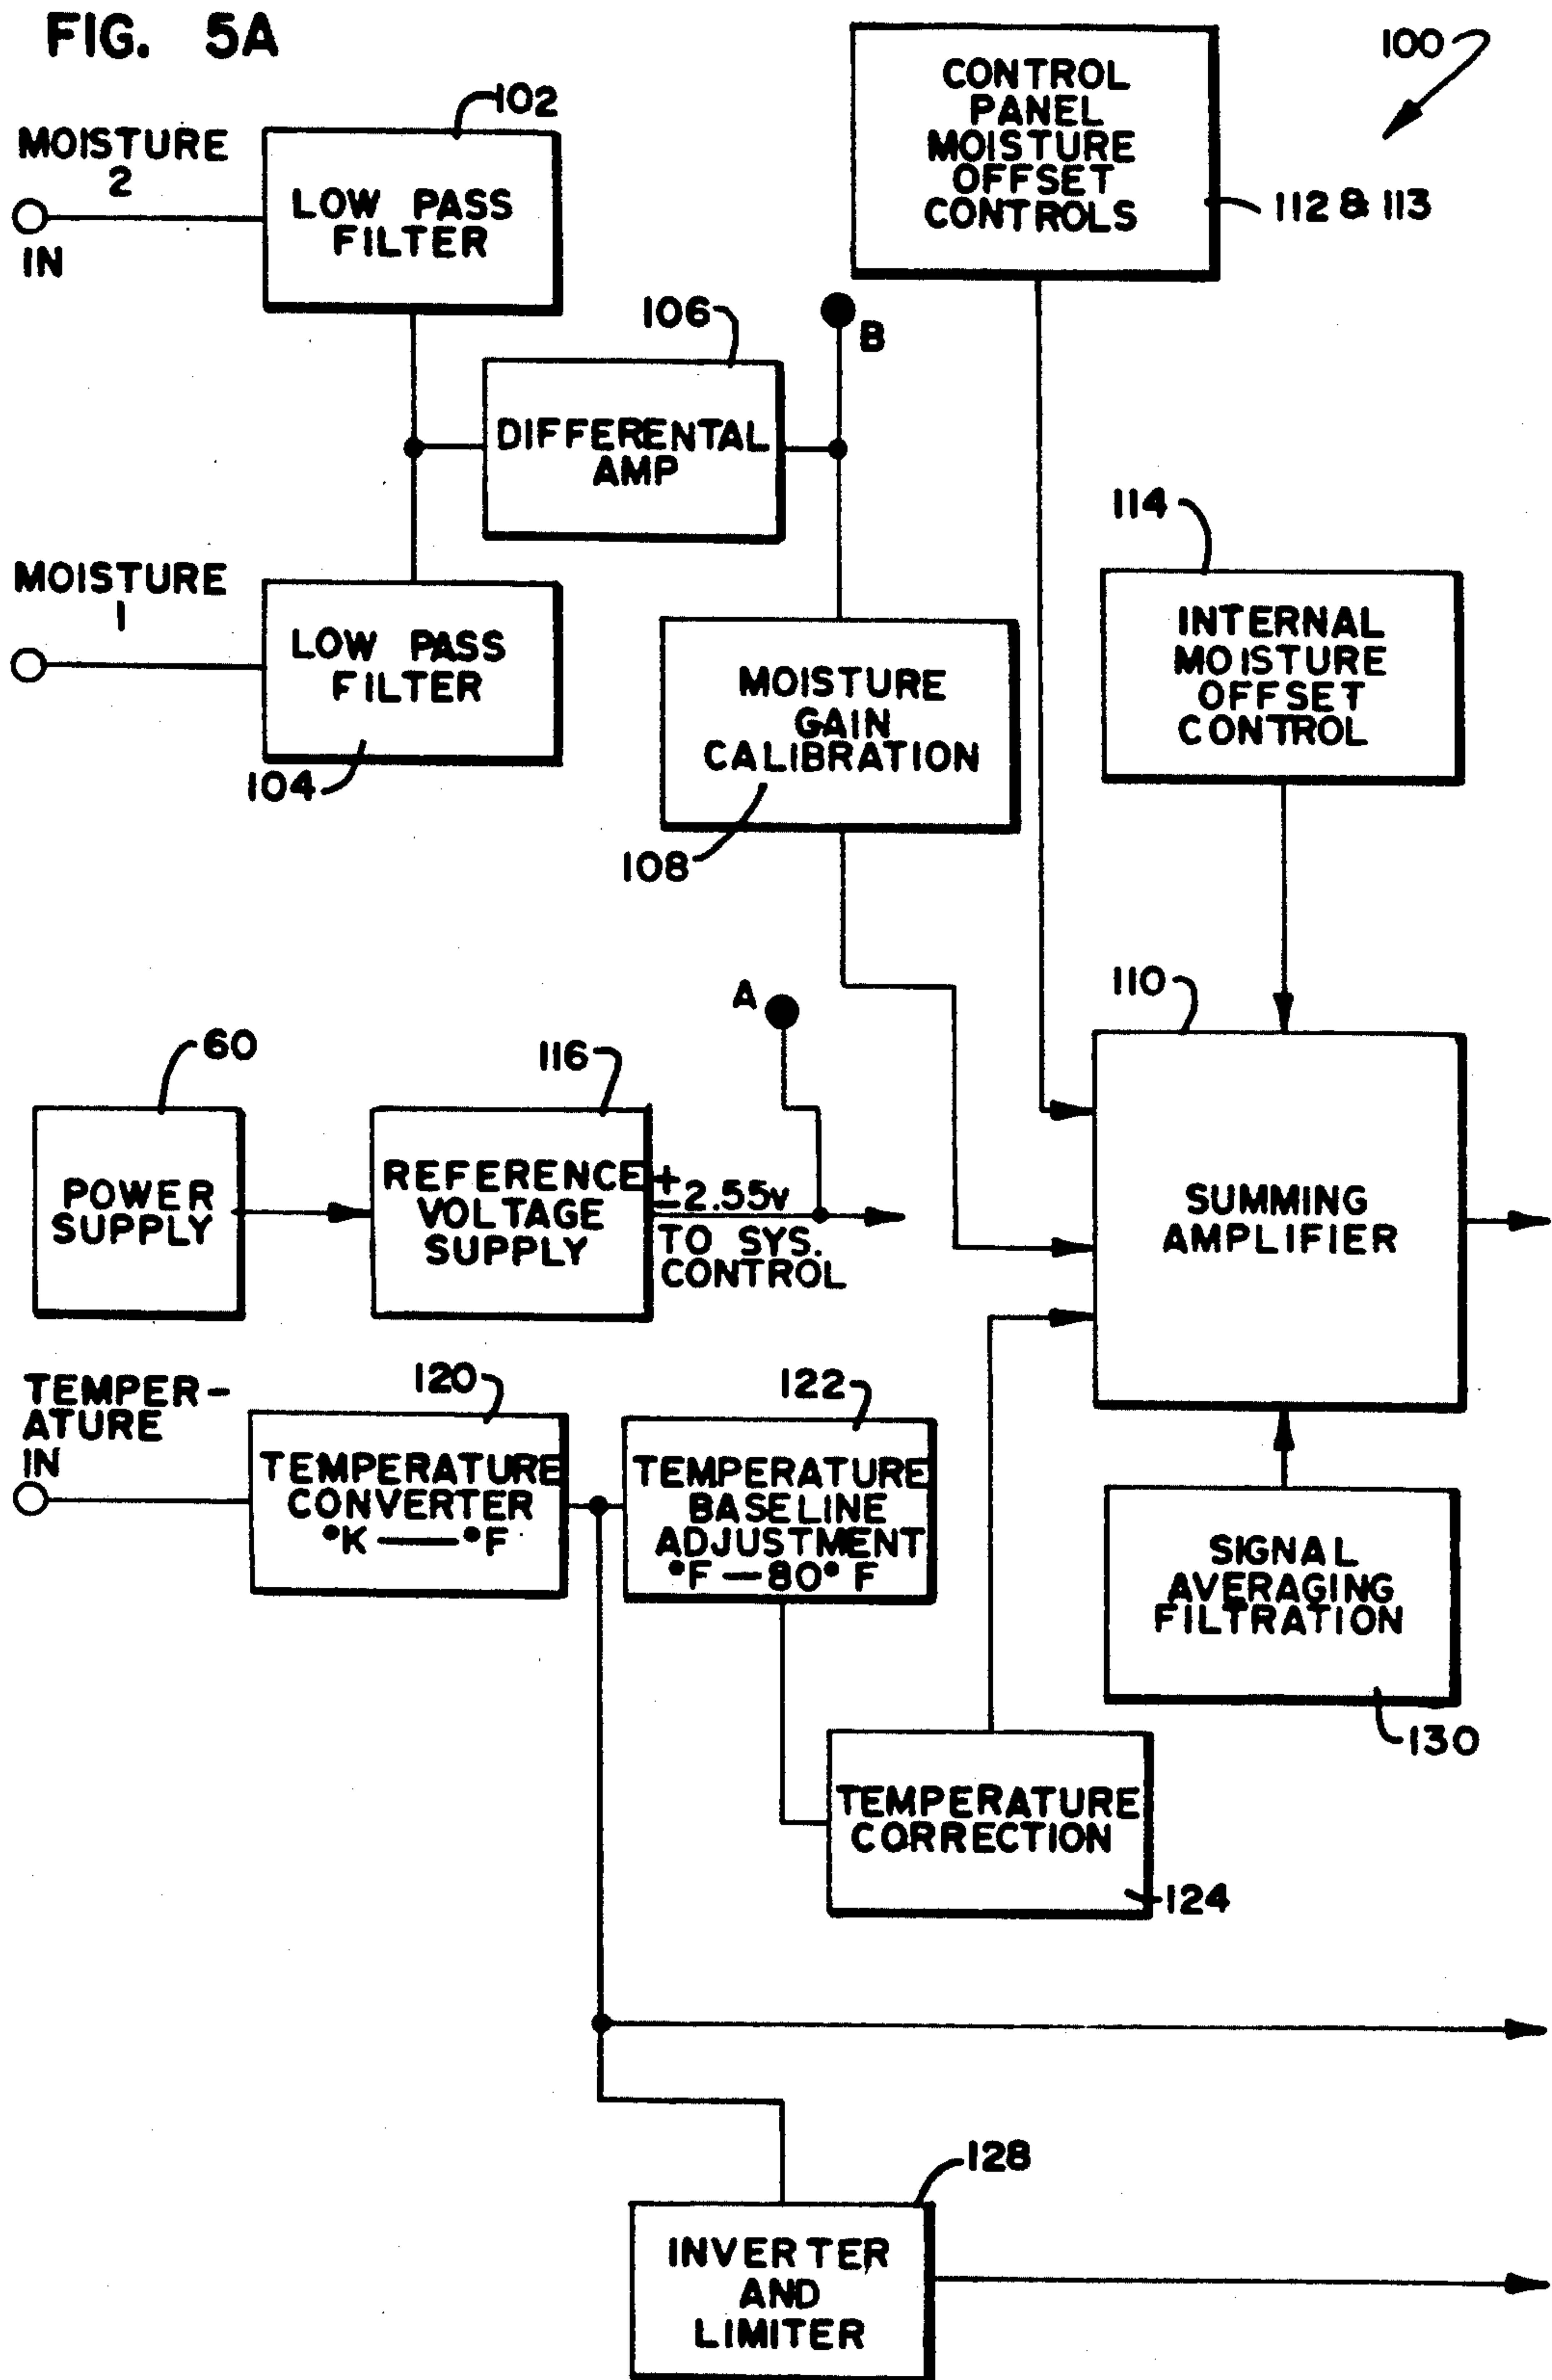 FIG. 5A
100
102
MOISTURE
2
IN
LOW PASS
FILTER
CONTROL
PANEL
MOISTURE
OFFSET
CONTROLS
112 & 113
106
B
DIFFERENTAL
AMP
114
MOISTURE
1
LOW PASS
FILTER
104
MOISTURE
GAIN
CALIBRATION
108
INTERNAL
MOISTURE
OFFSET
CONTROL
A
110
60
116
POWER
SUPPLY
REFERENCE
VOLTAGE
SUPPLY
±2.55v
TO SYS.
CONTROL
SUMMING
AMPLIFIER
TEMPER-
ATURE
IN
120
122
TEMPERATURE
CONVERTER
°K — °F
TEMPERATURE
BASELINE
ADJUSTMENT
°F — 80° F
SIGNAL
AVERAGING
FILTRATION
130
TEMPERATURE
CORRECTION
124
128
INVERTER
AND
LIMITER